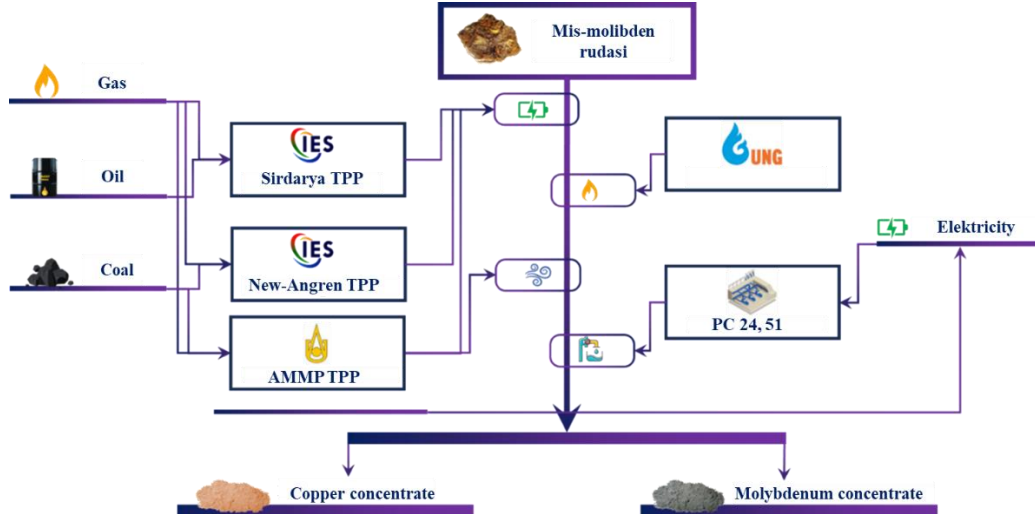 Mis-molibden
rudasi
Gas
Oil
Coal
IES
Sirdarya TPP
IES
New-Angren TPP
AMMP TPP
UNG
Elektricity
PC 24, 51
Copper concentrate
Molybdenum concentrate